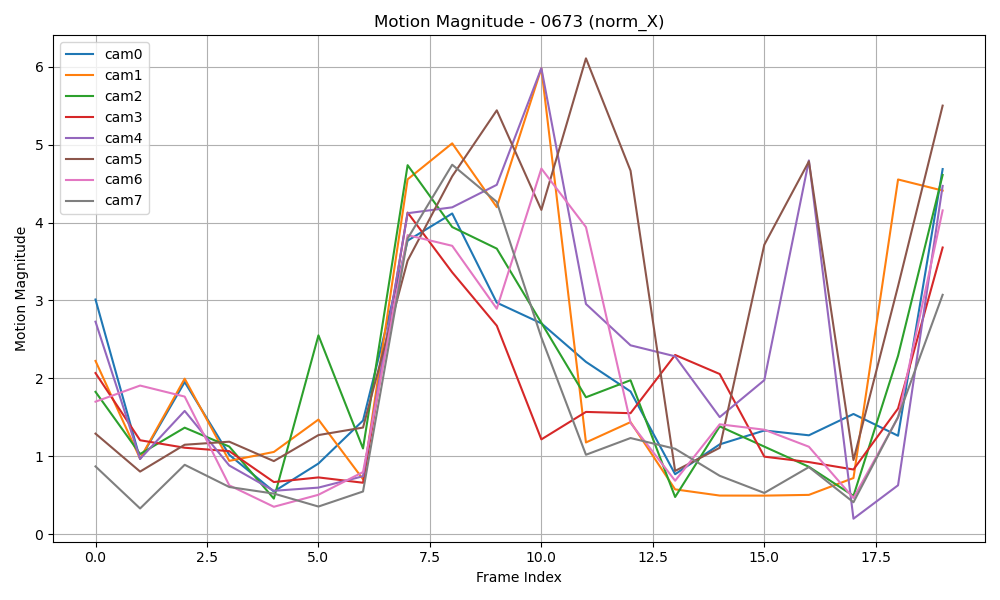 Motion Magnitude - 0673 (norm_X)
cam0
cam1
cam2
cam3
cam4
cam5
cam6
cam7
Motion Magnitude
6
5
4
3
2
1
0
0.0 2.5 5.0 7.5 10.0 12.5 15.0 17.5
Frame Index